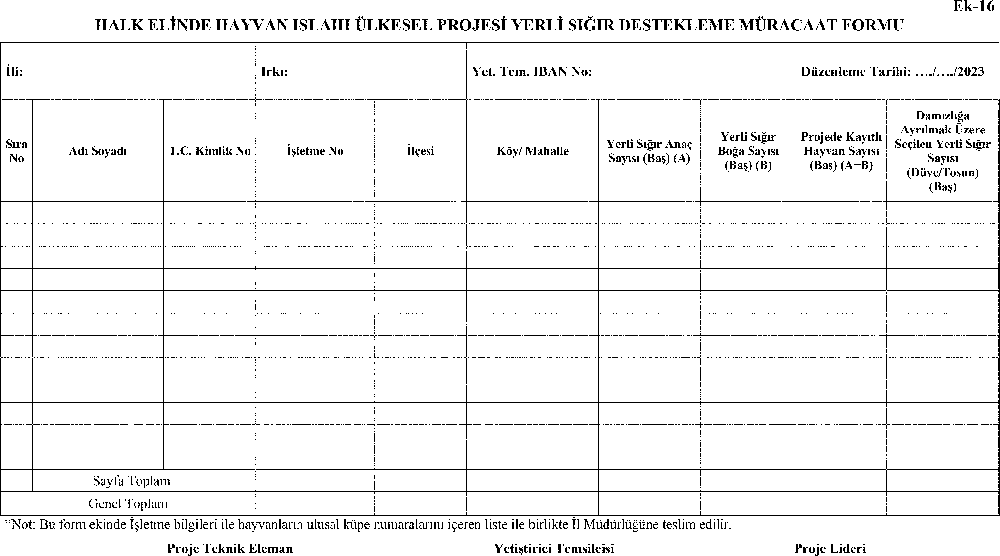 Ek-16
HALK ELİNDE HAYVAN ISLAHI ÜLKESEL PROJESİ YERLİ SIĞIR DESTEKLEME MÜRACAAT FORMU
İli:
Irkı:
Yet. Tem. IBAN No:
Düzenleme Tarihi: …./…./2023
Sıra
No
Adı Soyadı
T.C. Kimlik No
İşletme No
İlçesi
Köy/ Mahalle
Yerli Sığır Anaç
Sayısı (Baş) (A)
Yerli Sığır
Boğa Sayısı
(Baş) (B)
Projede Kayıtlı
Hayvan Sayısı
(Baş) (A+B)
Damızlığa
Ayrılmak Üzere
Seçilen Yerli Sığır
Sayısı
(Düve/Tosun)
(Baş)
Sayfa Toplam
Genel Toplam
*Not: Bu form ekinde İşletme bilgileri ile hayvanların ulusal küpe numaralarını içeren liste ile birlikte İl Müdürlüğüne teslim edilir.
Proje Teknik Eleman
Yetiştirici Temsilcisi
Proje Lideri